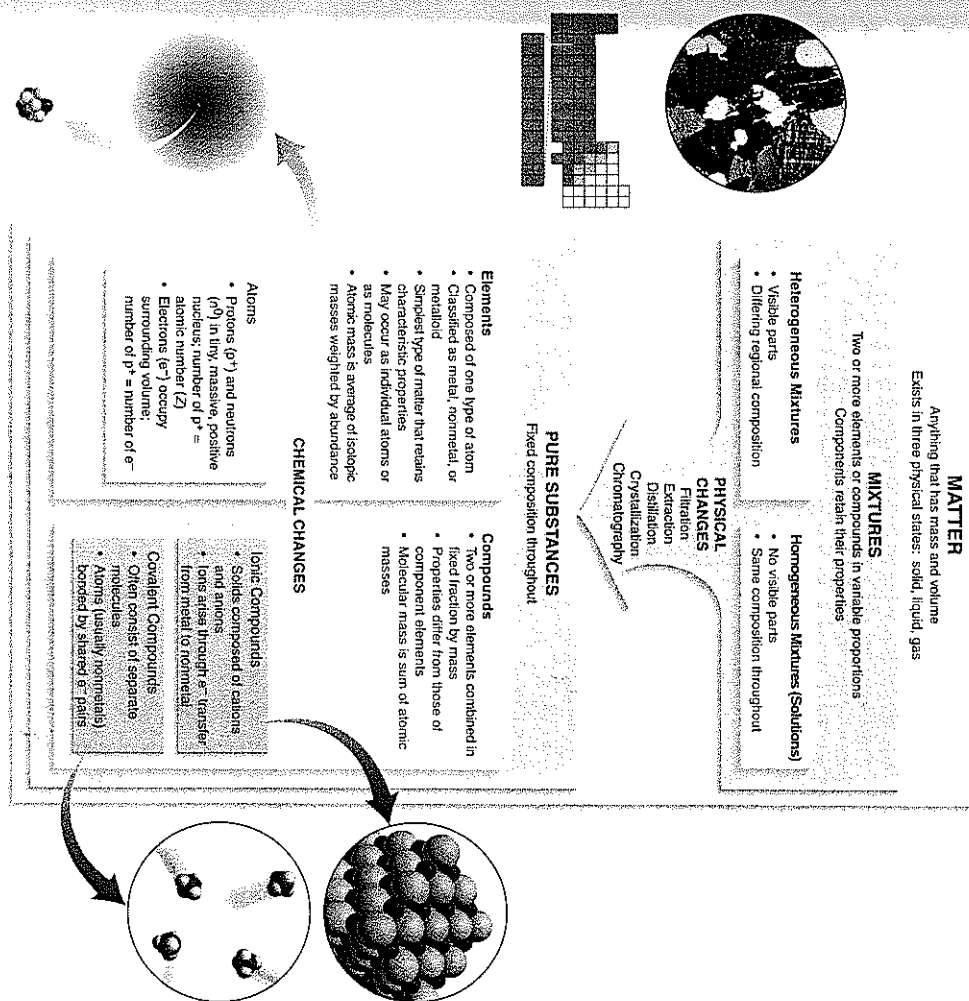 MATTER
Anything that has mass and volume
Exists in three physical states: solid, liquid, gas
MIXTURES
Two or more elements or compounds in variable proportions
Components retain their properties
Heterogeneous Mixtures
• Visible parts
• Differing regional composition
Homogeneous Mixtures (Solutions)
• No visible parts
• Same composition throughout
PHYSICAL
CHANGES
Filtration
Extraction
Distillation
Crystallization
Chromatography
PURE SUBSTANCES
Fixed composition throughout
Elements
• Composed of one type of atom
• Classified as metal, nonmetal, or
metalloid
• Simplest type of matter that retains
characteristic properties
• May occur as individual atoms or
as molecules
• Atomic mass is average of isotopic
masses weighted by abundance
Compounds
• Two or more elements combined in
fixed fraction by mass
• Properties differ from those of
component elements
• Molecular mass is sum of atomic
masses
CHEMICAL CHANGES
Atoms
• Protons (p⁺) and neutrons
(n⁰) in tiny, massive, positive
nucleus; number of p⁺ =
atomic number (Z)
• Electrons (e⁻) occupy
surrounding volume;
number of p⁺ = number of e⁻
Ionic Compounds
• Solids composed of cations
and anions
• Ions arise through e⁻ transfer
from metal to nonmetal
Covalent Compounds
• Often consist of separate
molecules
• Atoms (usually nonmetals)
bonded by shared e⁻ pairs